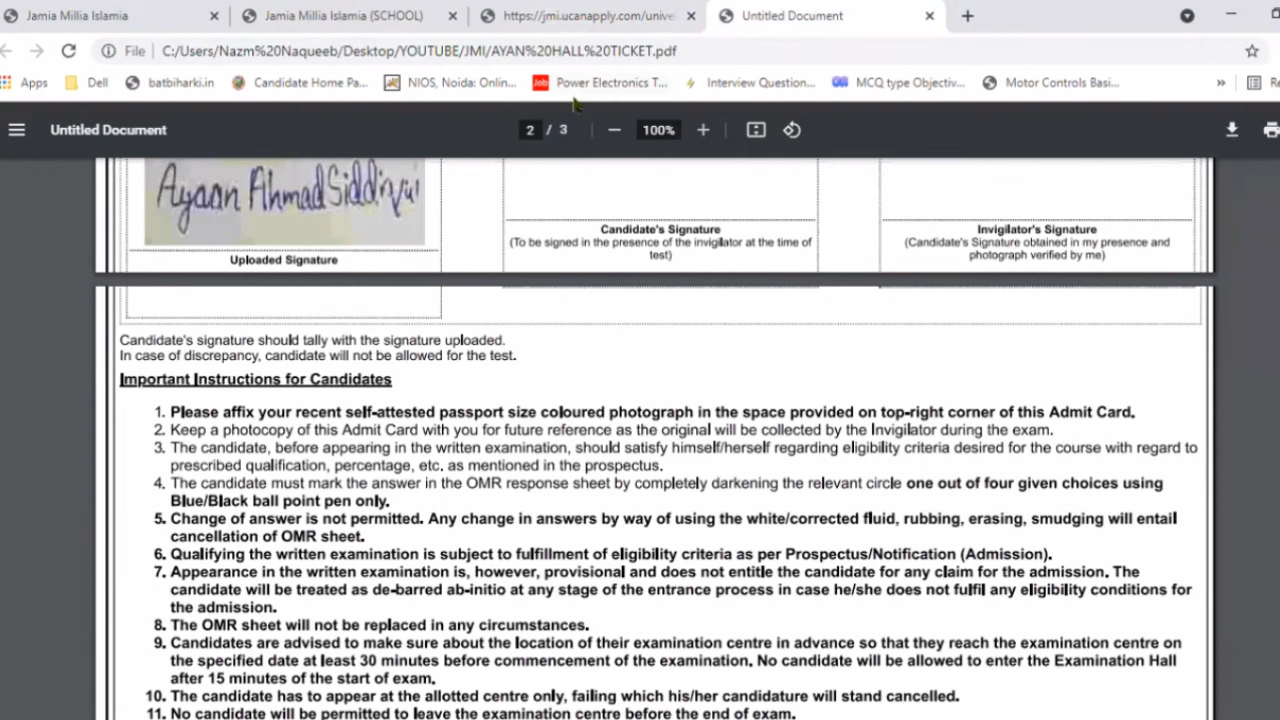 Jamia Millia Islamia
Jamia Millia Islamia (SCHOOL)
https://jmi.ucanapply.com/unive
Untitled Document
File C:/Users/Nazm%20Naqueeb/Desktop/YOUTUBE/JMI/AYAN%20HALL%20TICKET.pdf
Apps Dell batbiharki.in Candidate Home Pa... NIOS, Noida: Onlin... Job Power Electronics T... Interview Question... MCQ type Objectiv... Motor Controls Basi... »
Untitled Document 2 / 3 100%
Ayaan Ahmad Siddiqui
Uploaded Signature
Candidate's Signature
(To be signed in the presence of the invigilator at the time of
test)
Invigilator's Signature
(Candidate's Signature obtained in my presence and
photograph verified by me)
Candidate's signature should tally with the signature uploaded.
In case of discrepancy, candidate will not be allowed for the test.
Important Instructions for Candidates
1. Please affix your recent self-attested passport size coloured photograph in the space provided on top-right corner of this Admit Card.
2. Keep a photocopy of this Admit Card with you for future reference as the original will be collected by the Invigilator during the exam.
3. The candidate, before appearing in the written examination, should satisfy himself/herself regarding eligibility criteria desired for the course with regard to
prescribed qualification, percentage, etc. as mentioned in the prospectus.
4. The candidate must mark the answer in the OMR response sheet by completely darkening the relevant circle one out of four given choices using
Blue/Black ball point pen only.
5. Change of answer is not permitted. Any change in answers by way of using the white/corrected fluid, rubbing, erasing, smudging will entail
cancellation of OMR sheet.
6. Qualifying the written examination is subject to fulfillment of eligibility criteria as per Prospectus/Notification (Admission).
7. Appearance in the written examination is, however, provisional and does not entitle the candidate for any claim for the admission. The
candidate will be treated as de-barred ab-initio at any stage of the entrance process in case he/she does not fulfil any eligibility conditions for
the admission.
8. The OMR sheet will not be replaced in any circumstances.
9. Candidates are advised to make sure about the location of their examination centre in advance so that they reach the examination centre on
the specified date at least 30 minutes before commencement of the examination. No candidate will be allowed to enter the Examination Hall
after 15 minutes of the start of exam.
10. The candidate has to appear at the allotted centre only, failing which his/her candidature will stand cancelled.
11. No candidate will be permitted to leave the examination centre before the end of exam.